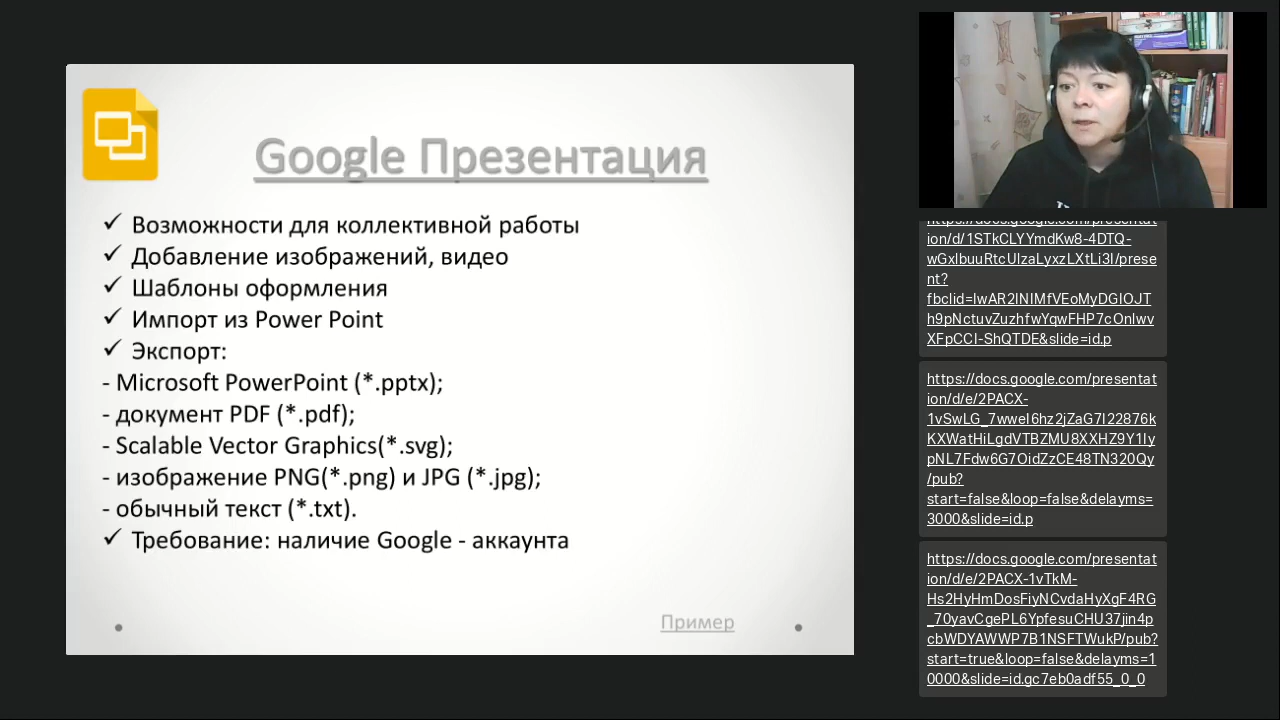 Google Презентация
✓ Возможности для коллективной работы
✓ Добавление изображений, видео
✓ Шаблоны оформления
✓ Импорт из Power Point
✓ Экспорт:
- Microsoft PowerPoint (*.pptx);
- документ PDF (*.pdf);
- Scalable Vector Graphics(*.svg);
- изображение PNG(*.png) и JPG (*.jpg);
- обычный текст (*.txt).
✓ Требование: наличие Google - аккаунта
Пример
https://docs.google.com/presentat
ion/d/1STkCLYYmdKw8-4DTQ-
wGxlbuuRtcUlzaLyxzLXtLi3l/prese
nt?
fbclid=IwAR2INIMfVEoMyDGIOJT
h9pNctuvZuzhfwYqwFHP7cOnlwv
XFpCCI-ShQTDE&slide=id.p
https://docs.google.com/presentat
ion/d/e/2PACX-
1vSwLG_7wweI6hz2jZaG7I22876k
KXWatHiLgdVTBZMU8XXHZ9Y1Iy
pNL7Fdw6G7OidZzCE48TN320Qy
/pub?
start=false&loop=false&delayms=
3000&slide=id.p
https://docs.google.com/presentat
ion/d/e/2PACX-1vTkM-
Hs2HyHmDosFiyNCvdaHyXgF4RG
_70yavCgePL6YpfesuCHU37jin4p
cbWDYAWWP7B1NSFTWukP/pub?
start=true&loop=false&delayms=1
0000&slide=id.gc7eb0adf55_0_0